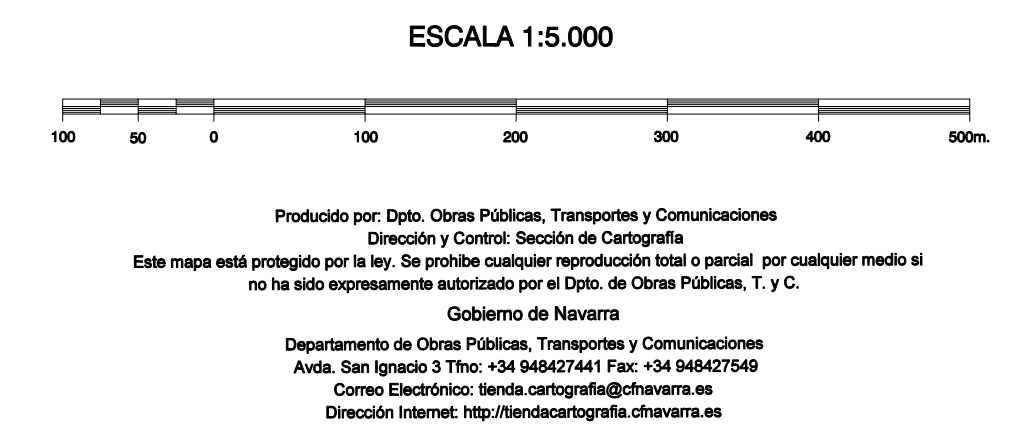 ESCALA 1:5.000
100 50 0 100 200 300 400 500m.
Producido por: Dpto. Obras Públicas, Transportes y Comunicaciones
Dirección y Control: Sección de Cartografía
Este mapa está protegido por la ley. Se prohibe cualquier reproducción total o parcial por cualquier medio si
no ha sido expresamente autorizado por el Dpto. de Obras Públicas, T. y C.
Gobierno de Navarra
Departamento de Obras Públicas, Transportes y Comunicaciones
Avda. San Ignacio 3 Tfno: +34 948427441 Fax: +34 948427549
Correo Electrónico: tienda.cartografia@cfnavarra.es
Dirección Internet: http://tiendacartografia.cfnavarra.es